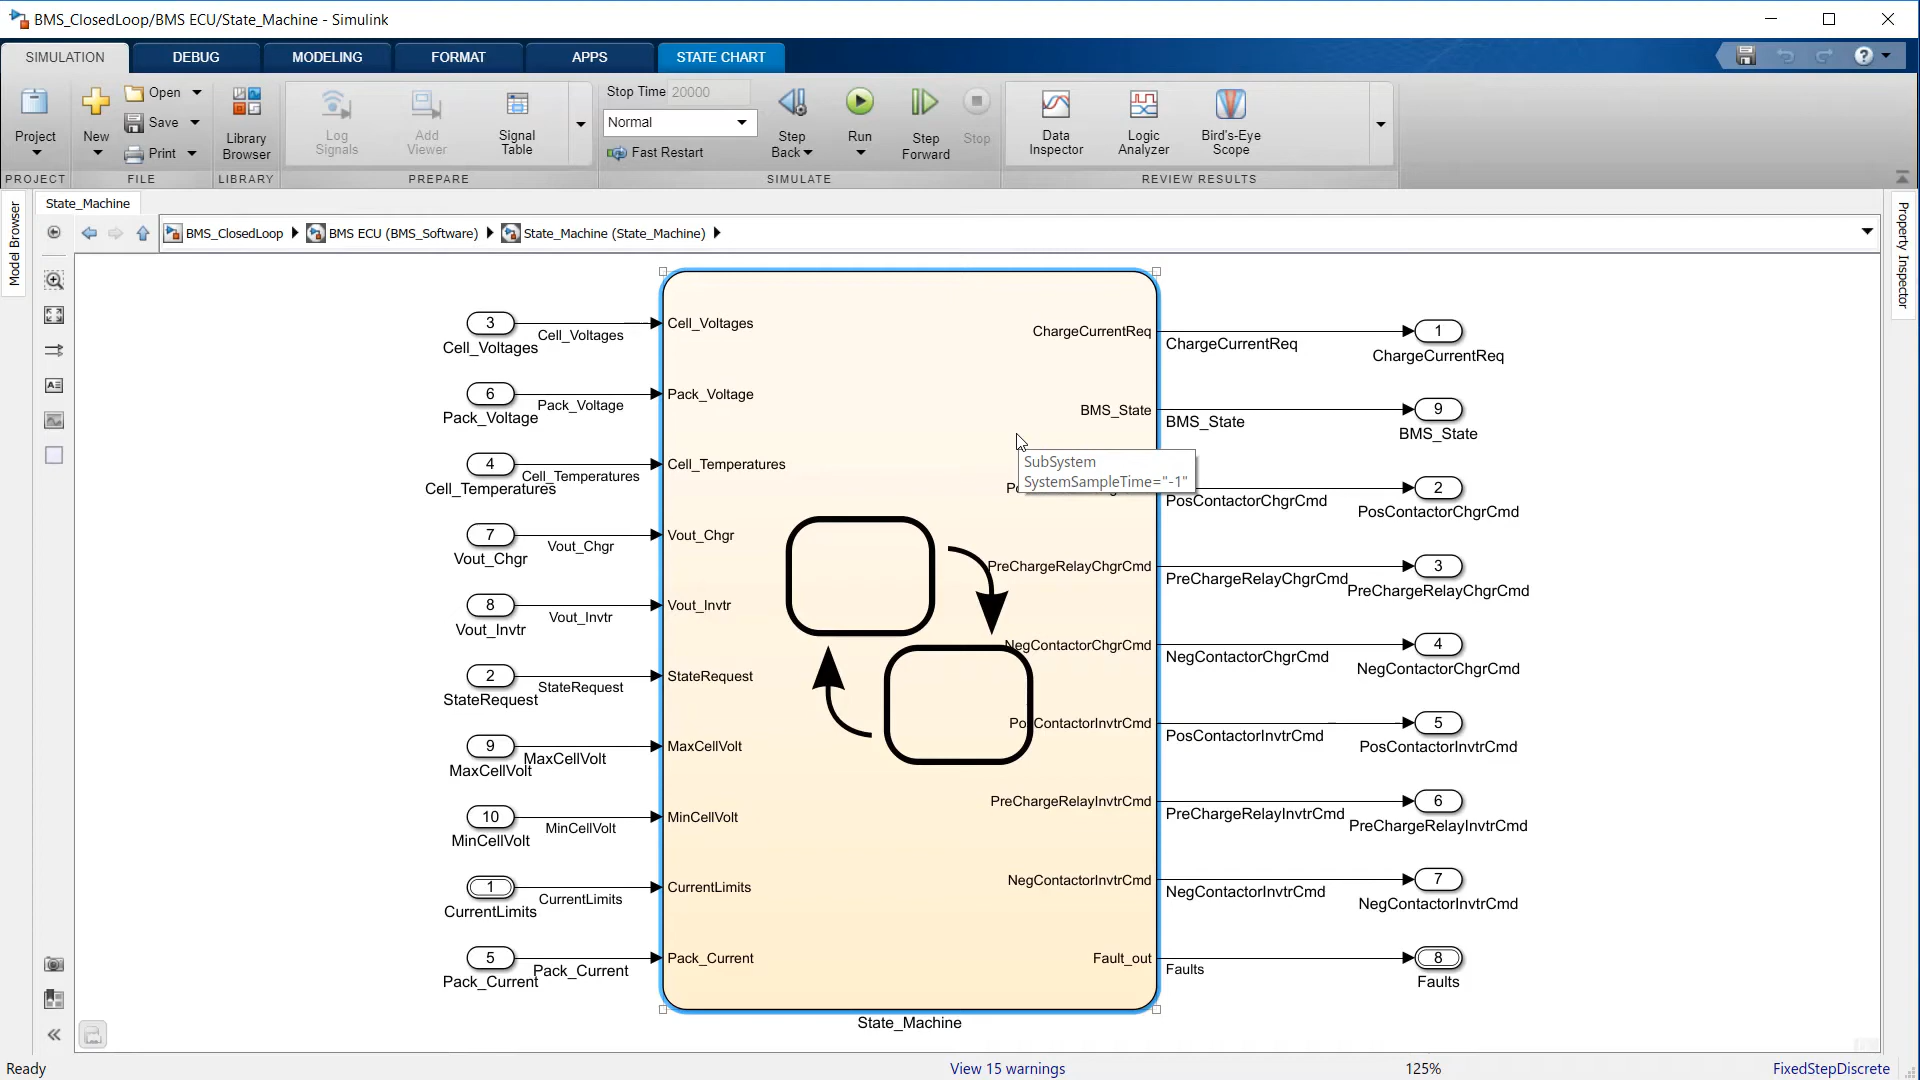 BMS_ClosedLoop/BMS ECU/State_Machine - Simulink
SIMULATION
DEBUG
MODELING
FORMAT
APPS
STATE CHART
Project
New
Open
Save
Print
Library
Browser
Log
Signals
Add
Viewer
Signal
Table
Stop Time 20000
Normal
Fast Restart
Step
Back
Run
Step
Forward
Stop
Data
Inspector
Logic
Analyzer
Bird's-Eye
Scope
PROJECT
FILE
LIBRARY
PREPARE
SIMULATE
REVIEW RESULTS
Model Browser
State_Machine
BMS_ClosedLoop
BMS ECU (BMS_Software)
State_Machine (State_Machine)
Property Inspector
3
Cell_Voltages
Cell_Voltages
Cell_Voltages
6
Pack_Voltage
Pack_Voltage
Pack_Voltage
4
Cell_Temperatures
Cell_Temperatures
Cell_Temperatures
7
Vout_Chgr
Vout_Chgr
Vout_Chgr
8
Vout_Invtr
Vout_Invtr
Vout_Invtr
2
StateRequest
StateRequest
StateRequest
9
MaxCellVolt
MaxCellVolt
MaxCellVolt
10
MinCellVolt
MinCellVolt
MinCellVolt
1
CurrentLimits
CurrentLimits
CurrentLimits
5
Pack_Current
Pack_Current
Pack_Current
ChargeCurrentReq
ChargeCurrentReq
1
ChargeCurrentReq
BMS_State
BMS_State
9
BMS_State
SubSystem
SystemSampleTime="-1"
PosContactorChgrCmd
2
PosContactorChgrCmd
PreChargeRelayChgrCmd
PreChargeRelayChgrCmd
3
PreChargeRelayChgrCmd
NegContactorChgrCmd
NegContactorChgrCmd
4
NegContactorChgrCmd
PosContactorInvtrCmd
PosContactorInvtrCmd
5
PosContactorInvtrCmd
PreChargeRelayInvtrCmd
PreChargeRelayInvtrCmd
6
PreChargeRelayInvtrCmd
NegContactorInvtrCmd
NegContactorInvtrCmd
7
NegContactorInvtrCmd
Fault_out
Faults
8
Faults
State_Machine
Ready
View 15 warnings
125%
FixedStepDiscrete